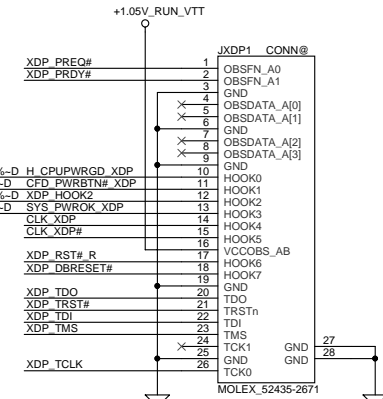 +1.05V_RUN_VTT
JXDP1 CONN@
XDP_PREQ# 1 OBSFN_A0
XDP_PRDY# 2 OBSFN_A1
3 GND
4 OBSDATA_A[0]
5 OBSDATA_A[1]
6 GND
7 OBSDATA_A[2]
8 OBSDATA_A[3]
9 GND
%~D H_CPUPWRGD_XDP 10 HOOK0
~D CFD_PWRBTN#_XDP 11 HOOK1
%~D XDP_HOOK2 12 HOOK2
~D SYS_PWROK_XDP 13 HOOK3
CLK_XDP 14 HOOK4
CLK_XDP# 15 HOOK5
16 VCCOBS_AB
XDP_RST#_R 17 HOOK6
XDP_DBRESET# 18 HOOK7
19 GND
XDP_TDO 20 TDO
XDP_TRST# 21 TRSTn
XDP_TDI 22 TDI
XDP_TMS 23 TMS
24 TCK1 GND 27
25 GND GND 28
XDP_TCLK 26 TCK0
MOLEX_52435-2671